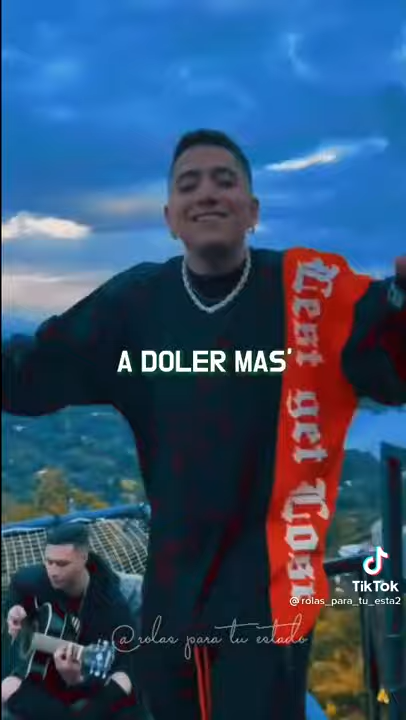 A DOLER MAS'
Lest get Lost
TikTok
@rolas_para_tu_esta2
@rolas para tu estado